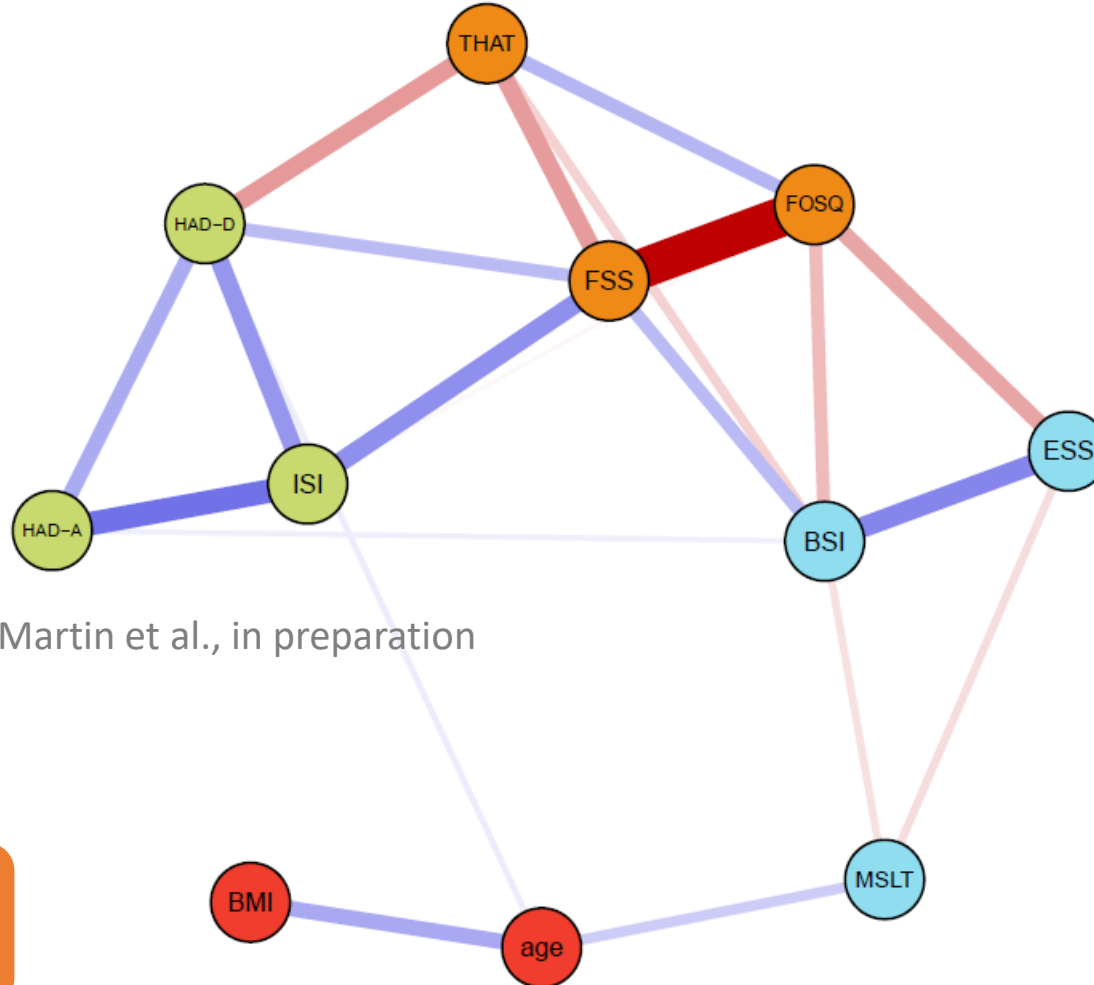 THAT
FOSQ
HAD-D
FSS
ESS
ISI
HAD-A
BSI
Martin et al., in preparation
MSLT
BMI
age